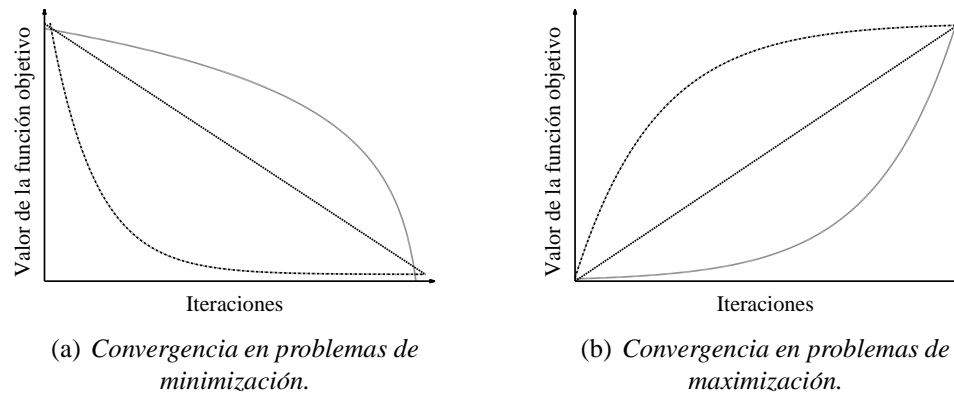 Valor de la función objetivo
Iteraciones
(a) Convergencia en problemas de
minimización.
Valor de la función objetivo
Iteraciones
(b) Convergencia en problemas de
maximización.